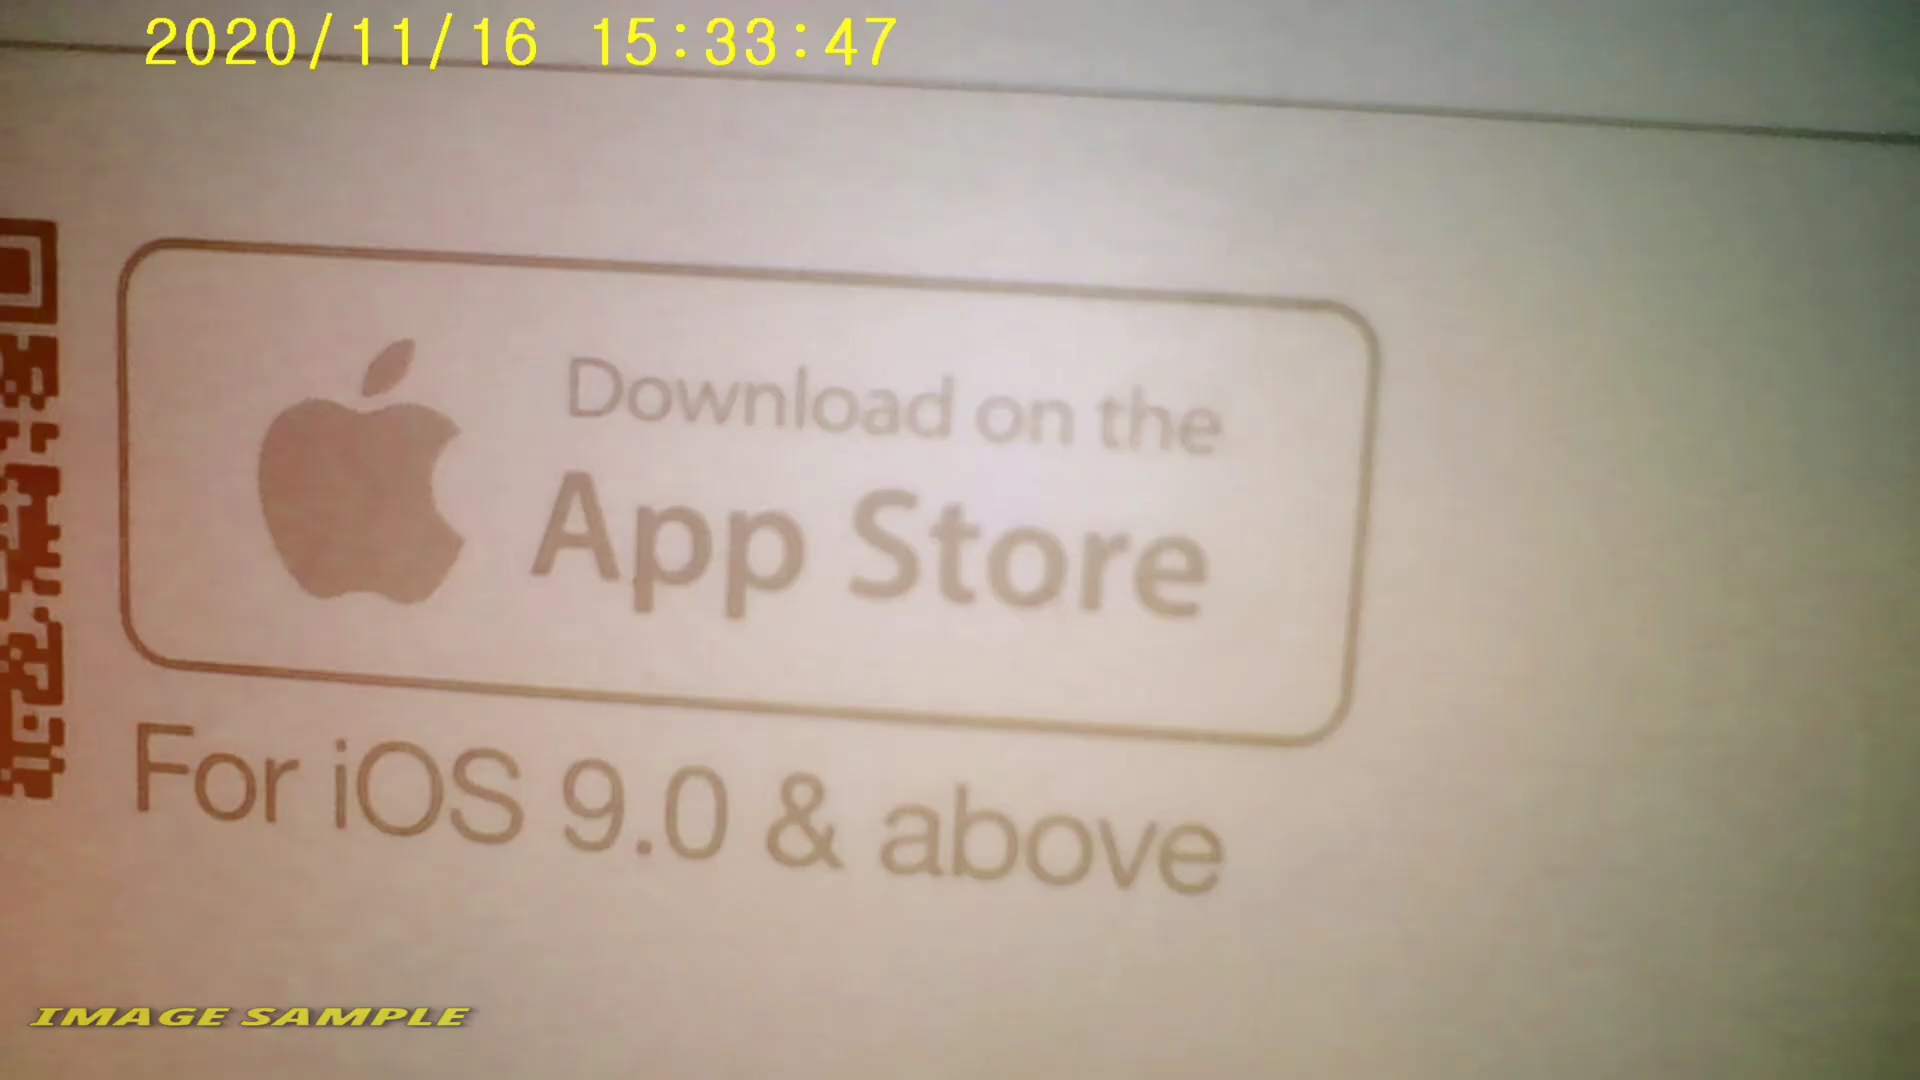 2020/11/16 15:33:47
Download on the
App Store
For iOS 9.0 & above
IMAGE SAMPLE